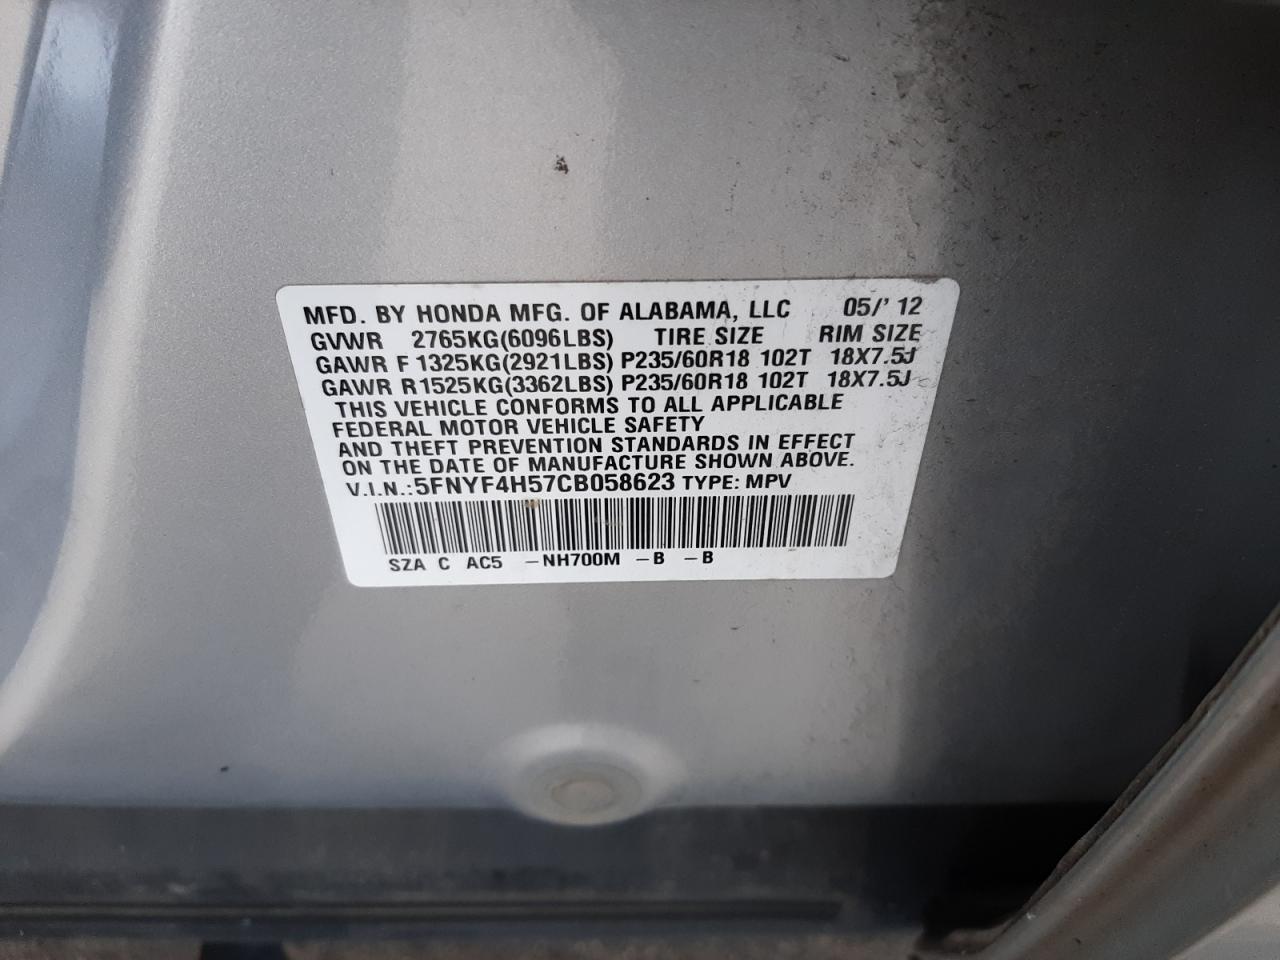 MFD. BY HONDA MFG. OF ALABAMA, LLC 05/' 12
GVWR 2765KG(6096LBS) TIRE SIZE RIM SIZE
GAWR F 1325KG(2921LBS) P235/60R18 102T 18X7.5J
GAWR R 1525KG(3362LBS) P235/60R18 102T 18X7.5J
THIS VEHICLE CONFORMS TO ALL APPLICABLE
FEDERAL MOTOR VEHICLE SAFETY
AND THEFT PREVENTION STANDARDS IN EFFECT
ON THE DATE OF MANUFACTURE SHOWN ABOVE.
V.I.N.:5FNYF4H57CB058623 TYPE: MPV
SZA C AC5 -NH700M -B -B